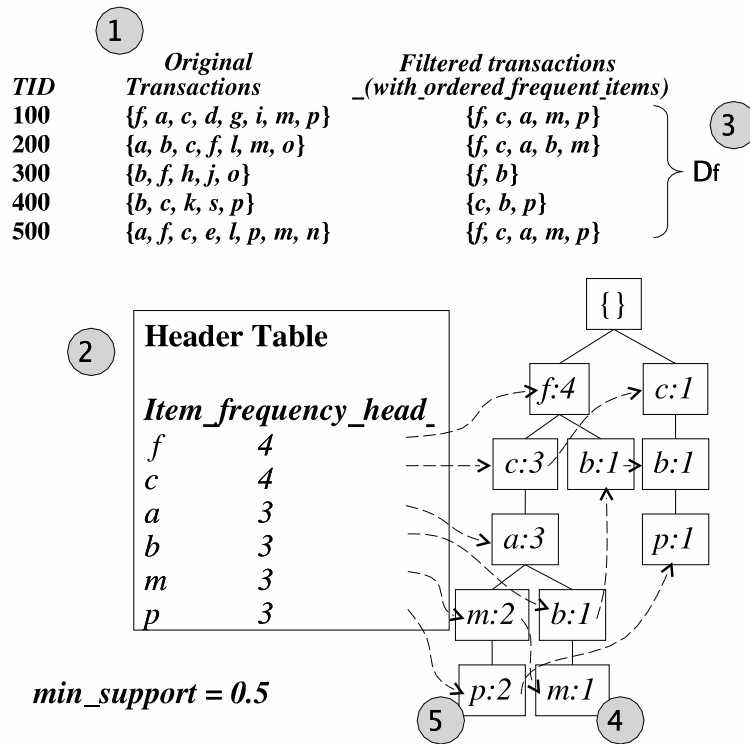 1
Original Filtered transactions
TID Transactions _(with_ordered_frequent_items)
100 {f, a, c, d, g, i, m, p} {f, c, a, m, p}
200 {a, b, c, f, l, m, o} {f, c, a, b, m}
300 {b, f, h, j, o} {f, b}
400 {b, c, k, s, p} {c, b, p}
500 {a, f, c, e, l, p, m, n} {f, c, a, m, p}
3
Df
2
Header Table
Item_frequency_head_
f 4
c 4
a 3
b 3
m 3
p 3
{}
f:4 c:1
c:3 b:1 b:1
a:3 p:1
m:2 b:1
p:2 m:1
min_support = 0.5
5 4